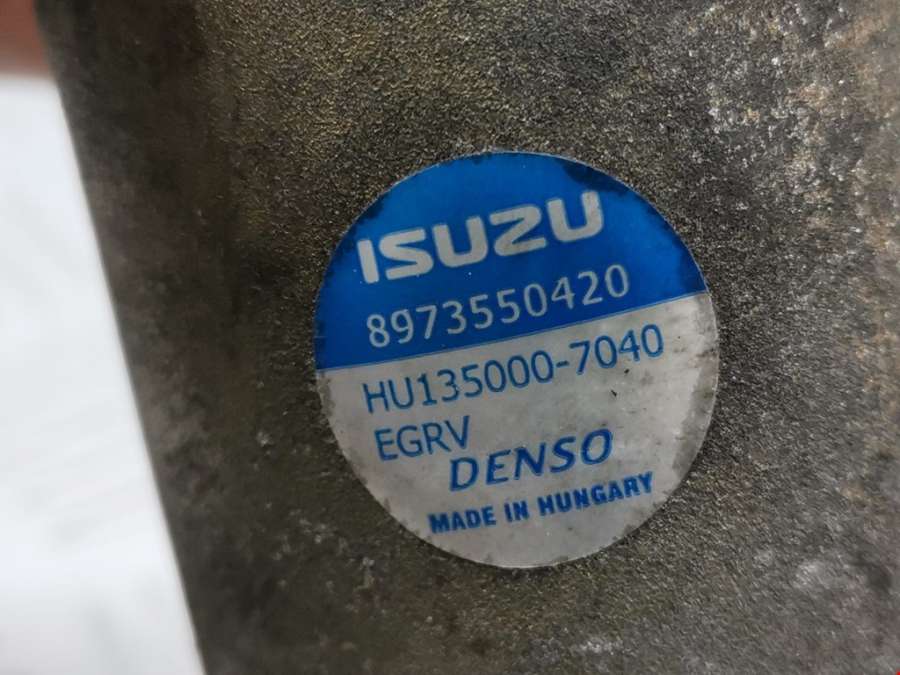 ISUZU
8973550420
HU135000-7040
EGRV
DENSO
MADE IN HUNGARY